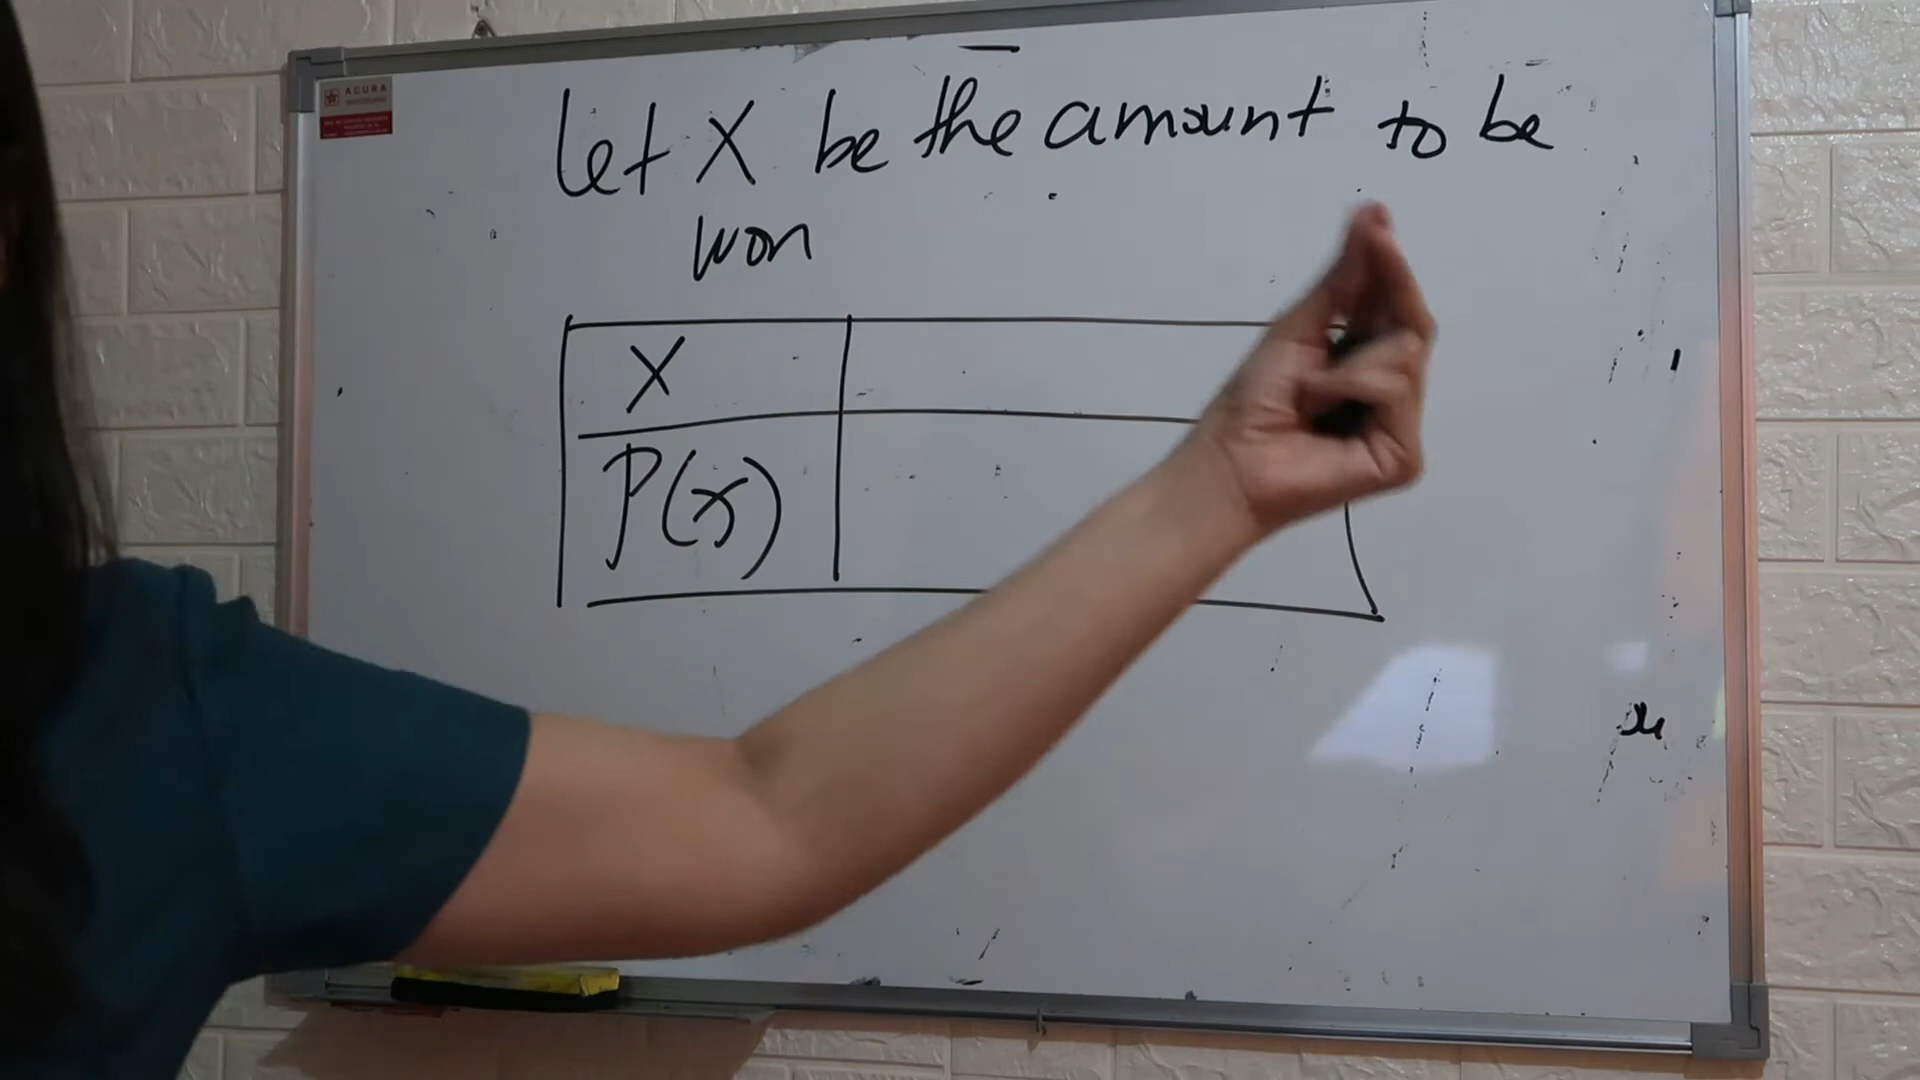 ACURA
let X be the amount to be
won
X
P(x)